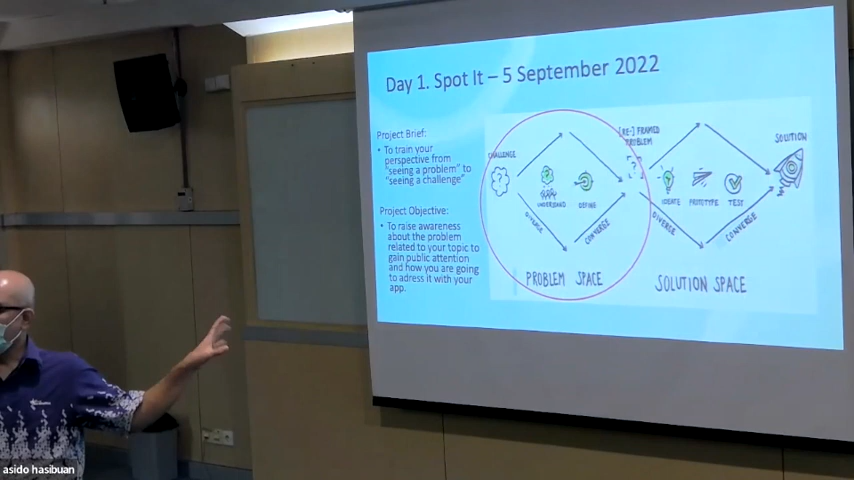 Day 1. Spot It – 5 September 2022
Project Brief:
• To train your
perspective from
"seeing a problem" to
"seeing a challenge"
Project Objective:
• To raise awareness
about the problem
related to your topic to
gain public attention
and how you are going
to adress it with your
app.
CHALLENGE
UNDERSTAND
DEFINE
DIVERGE
CONVERGE
PROBLEM SPACE
[RE-] FRAMED
PROBLEM
IDEATE PROTOTYPE TEST
DIVERGE
CONVERGE
SOLUTION SPACE
SOLUTION
asido hasibuan